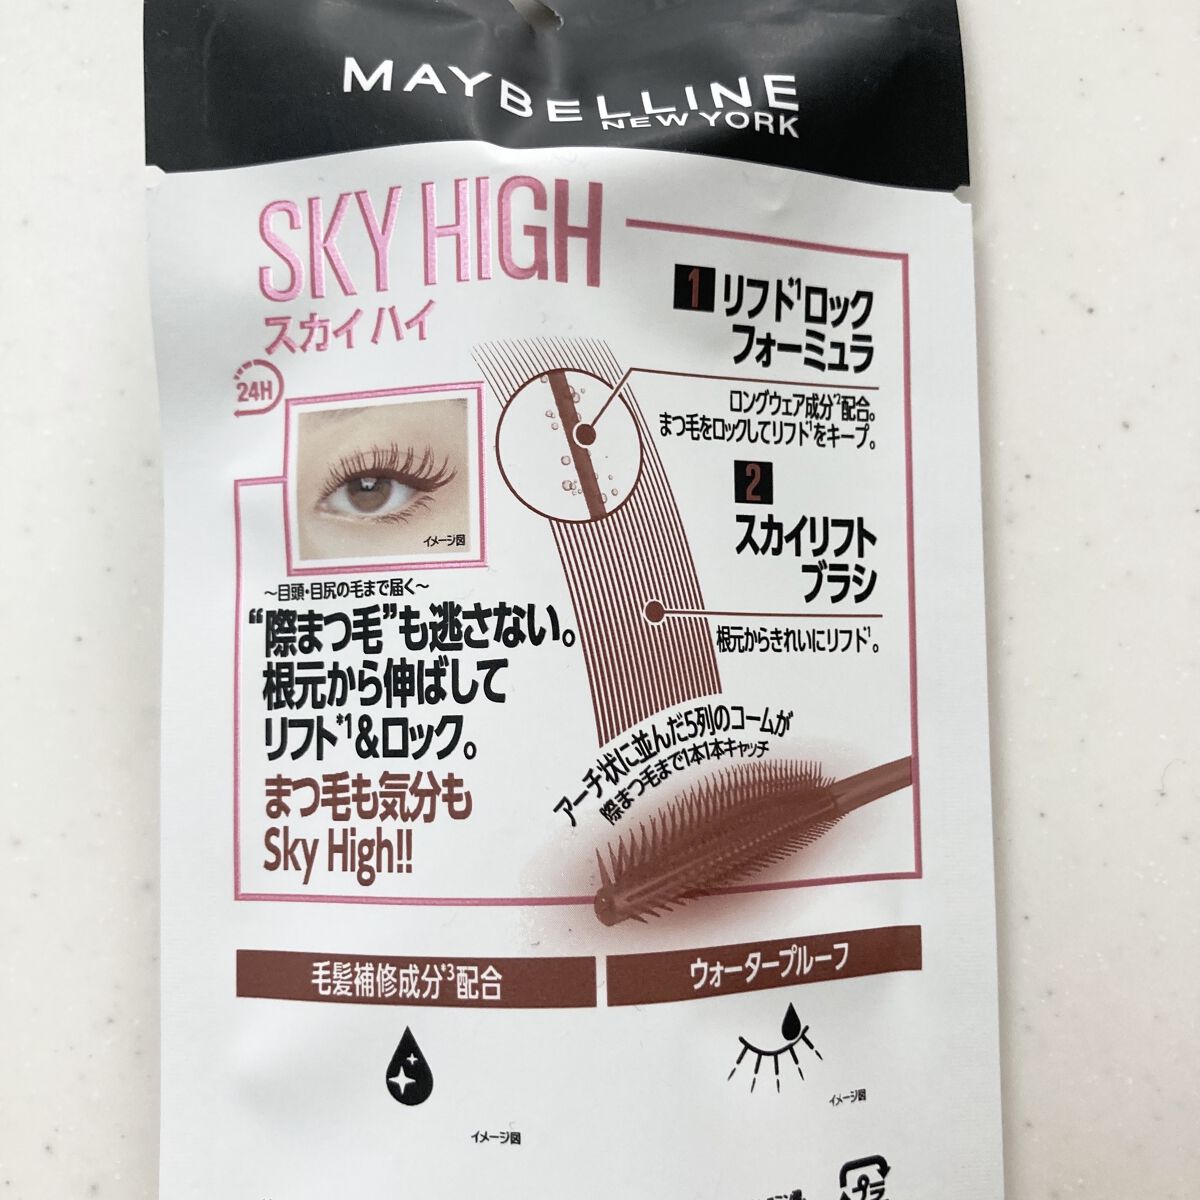 MAYBELLINE
NEW YORK
SKY HIGH
スカイ ハイ
24H
イメージ図
～目頭・目尻の毛まで届く～
“際まつ毛”も逃さない。
根元から伸ばして
リフト*1＆ロック。
まつ毛も気分も
Sky High!!
1 リフト*1ロック
フォーミュラ
ロングウェア成分*2配合。
まつ毛をロックしてリフト*1をキープ。
2
スカイリフト
ブラシ
根元からきれいにリフト*1。
アーチ状に並んだ5列のコームが
際まつ毛まで1本1本キャッチ
毛髪補修成分*3配合
イメージ図
ウォータープルーフ
イメージ図
プラ